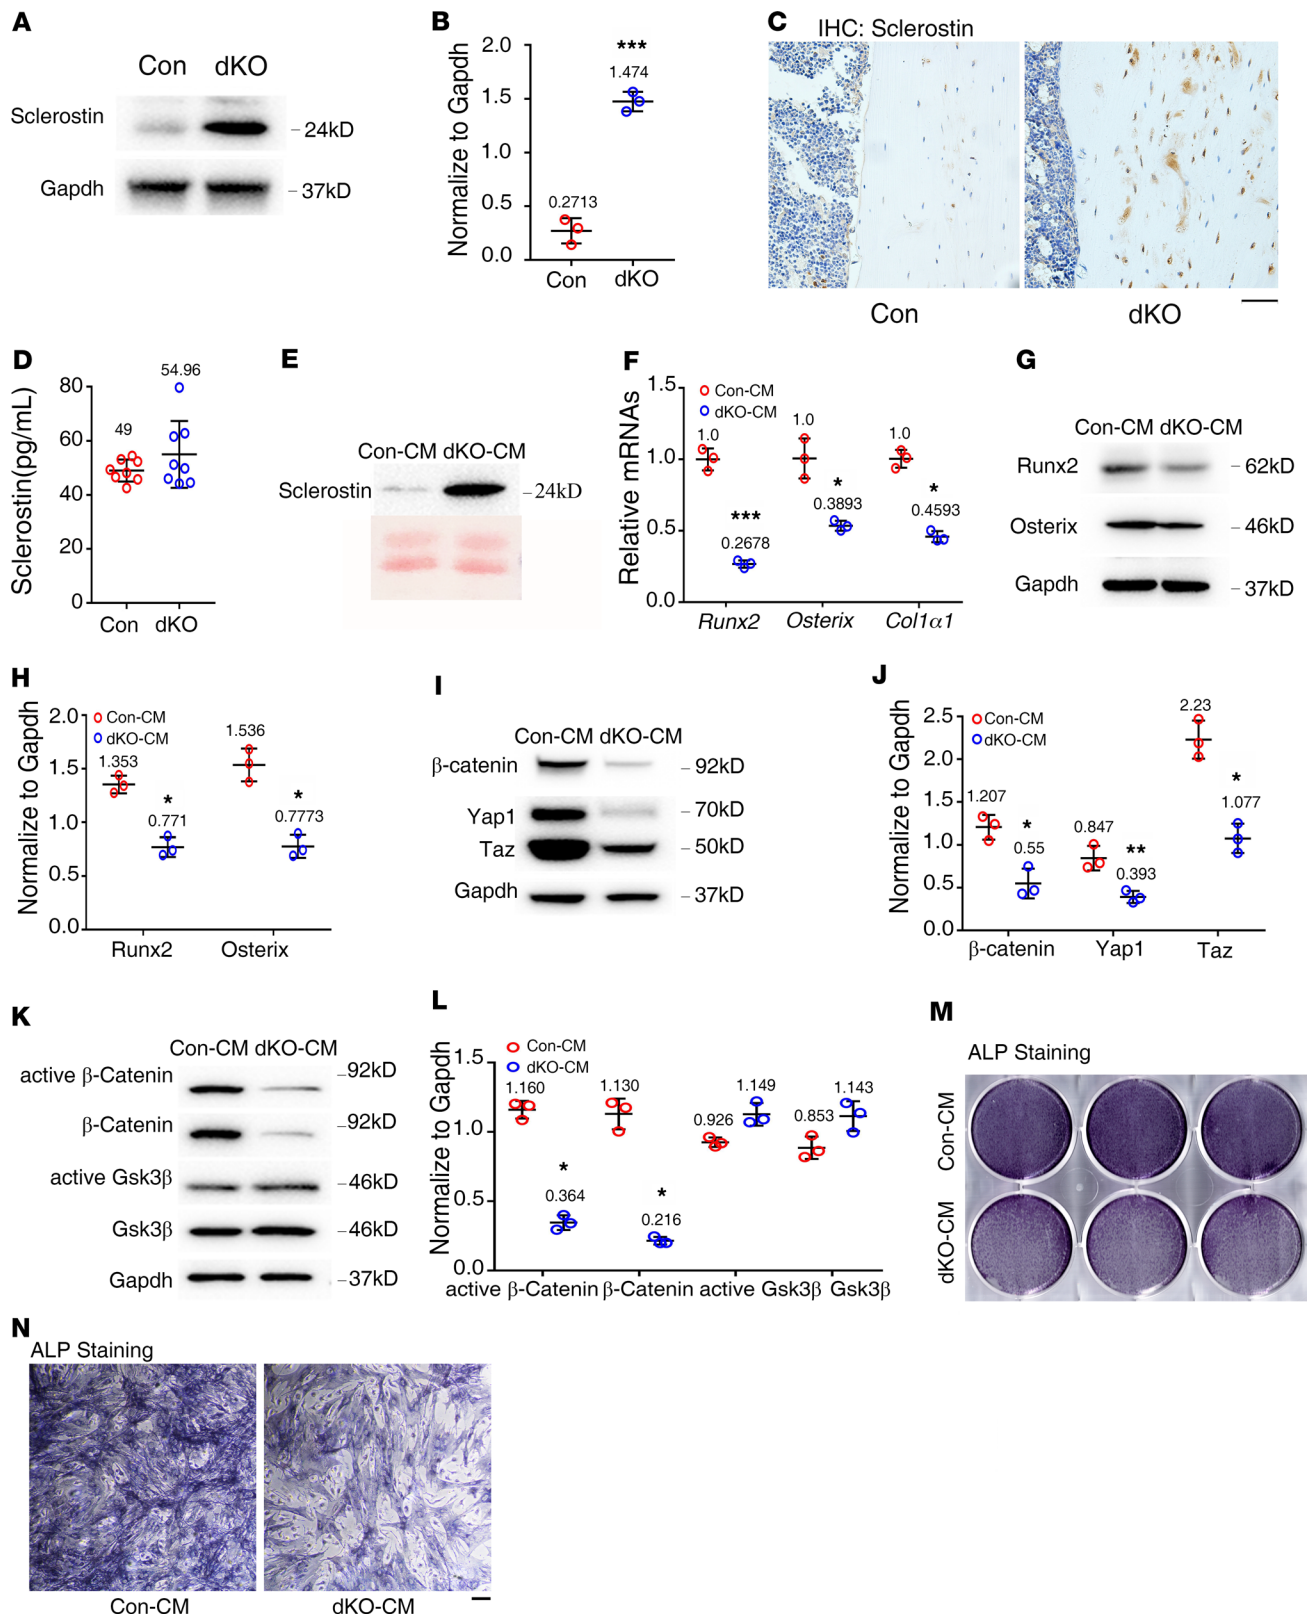 A
Con dKO
Sclerostin
24kD
Gapdh
37kD
B
Normalize to Gapdh
2.0
1.5
1.0
0.5
0.0
***
1.474
0.2713
Con dKO
C
IHC: Sclerostin
Con dKO
D
Sclerostin(pg/mL)
80
60
40
20
0
49
54.96
Con dKO
E
Con-CM dKO-CM
Sclerostin
24kD
F
Relative mRNAs
1.5
1.0
0.5
0.0
Con-CM
dKO-CM
1.0
1.0
1.0
***
0.2678
*
0.3893
*
0.4593
Runx2 Osterix Col1α1
G
Con-CM dKO-CM
Runx2
62kD
Osterix
46kD
Gapdh
37kD
H
Normalize to Gapdh
2.0
1.5
1.0
0.5
0.0
Con-CM
dKO-CM
1.353
*
0.771
1.536
*
0.7773
Runx2 Osterix
I
Con-CM dKO-CM
β-catenin
92kD
Yap1
70kD
Taz
50kD
Gapdh
37kD
J
Normalize to Gapdh
2.5
2.0
1.5
1.0
0.5
0.0
Con-CM
dKO-CM
1.207
*
0.55
0.847
**
0.393
2.23
*
1.077
β-catenin Yap1 Taz
K
Con-CM dKO-CM
active β-Catenin
92kD
β-Catenin
92kD
active Gsk3β
46kD
Gsk3β
46kD
Gapdh
37kD
L
Normalize to Gapdh
1.5
1.0
0.5
0.0
Con-CM
dKO-CM
1.160
*
0.364
1.130
*
0.216
0.926
1.149
0.853
1.143
active β-Catenin β-Catenin active Gsk3β Gsk3β
M
ALP Staining
Con-CM
dKO-CM
N
ALP Staining
Con-CM dKO-CM